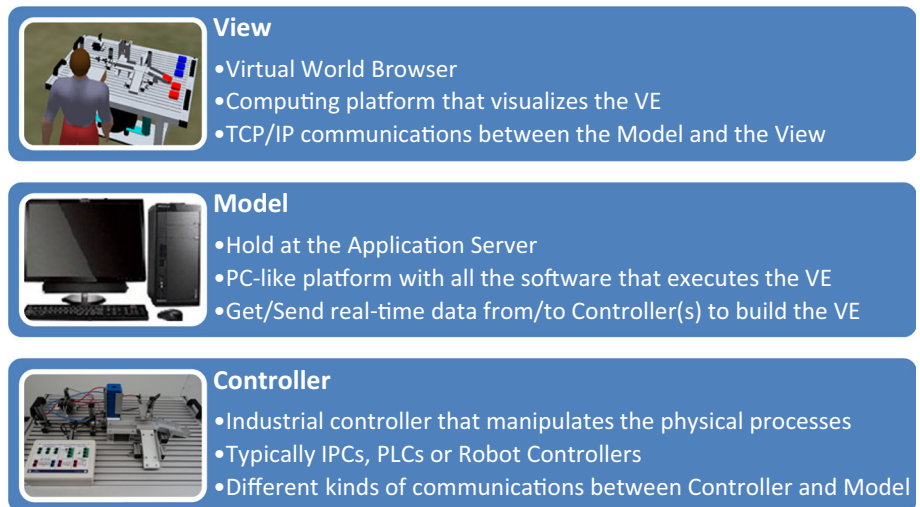 View
•Virtual World Browser
•Computing platform that visualizes the VE
•TCP/IP communications between the Model and the View
Model
•Hold at the Application Server
•PC-like platform with all the software that executes the VE
•Get/Send real-time data from/to Controller(s) to build the VE
Controller
•Industrial controller that manipulates the physical processes
•Typically IPCs, PLCs or Robot Controllers
•Different kinds of communications between Controller and Model